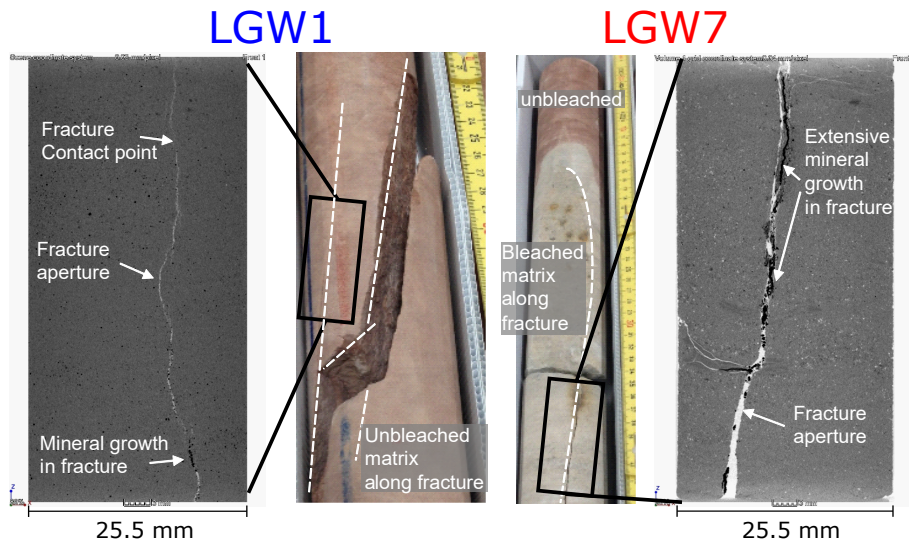 LGW1
LGW7
Fracture
Contact point
Fracture
aperture
Mineral growth
in fracture
25.5 mm
Unbleached
matrix
along fracture
unbleached
Bleached
matrix
along
fracture
Extensive
mineral
growth
in fracture
Fracture
aperture
25.5 mm